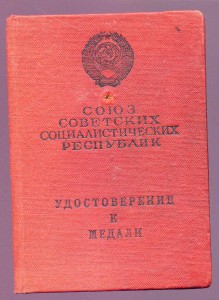 СОЮЗ
СОВЕТСКИХ
СОЦИАЛИСТИЧЕСКИХ
РЕСПУБЛИК
УДОСТОВЕРЕНИЕ
К
МЕДАЛИ